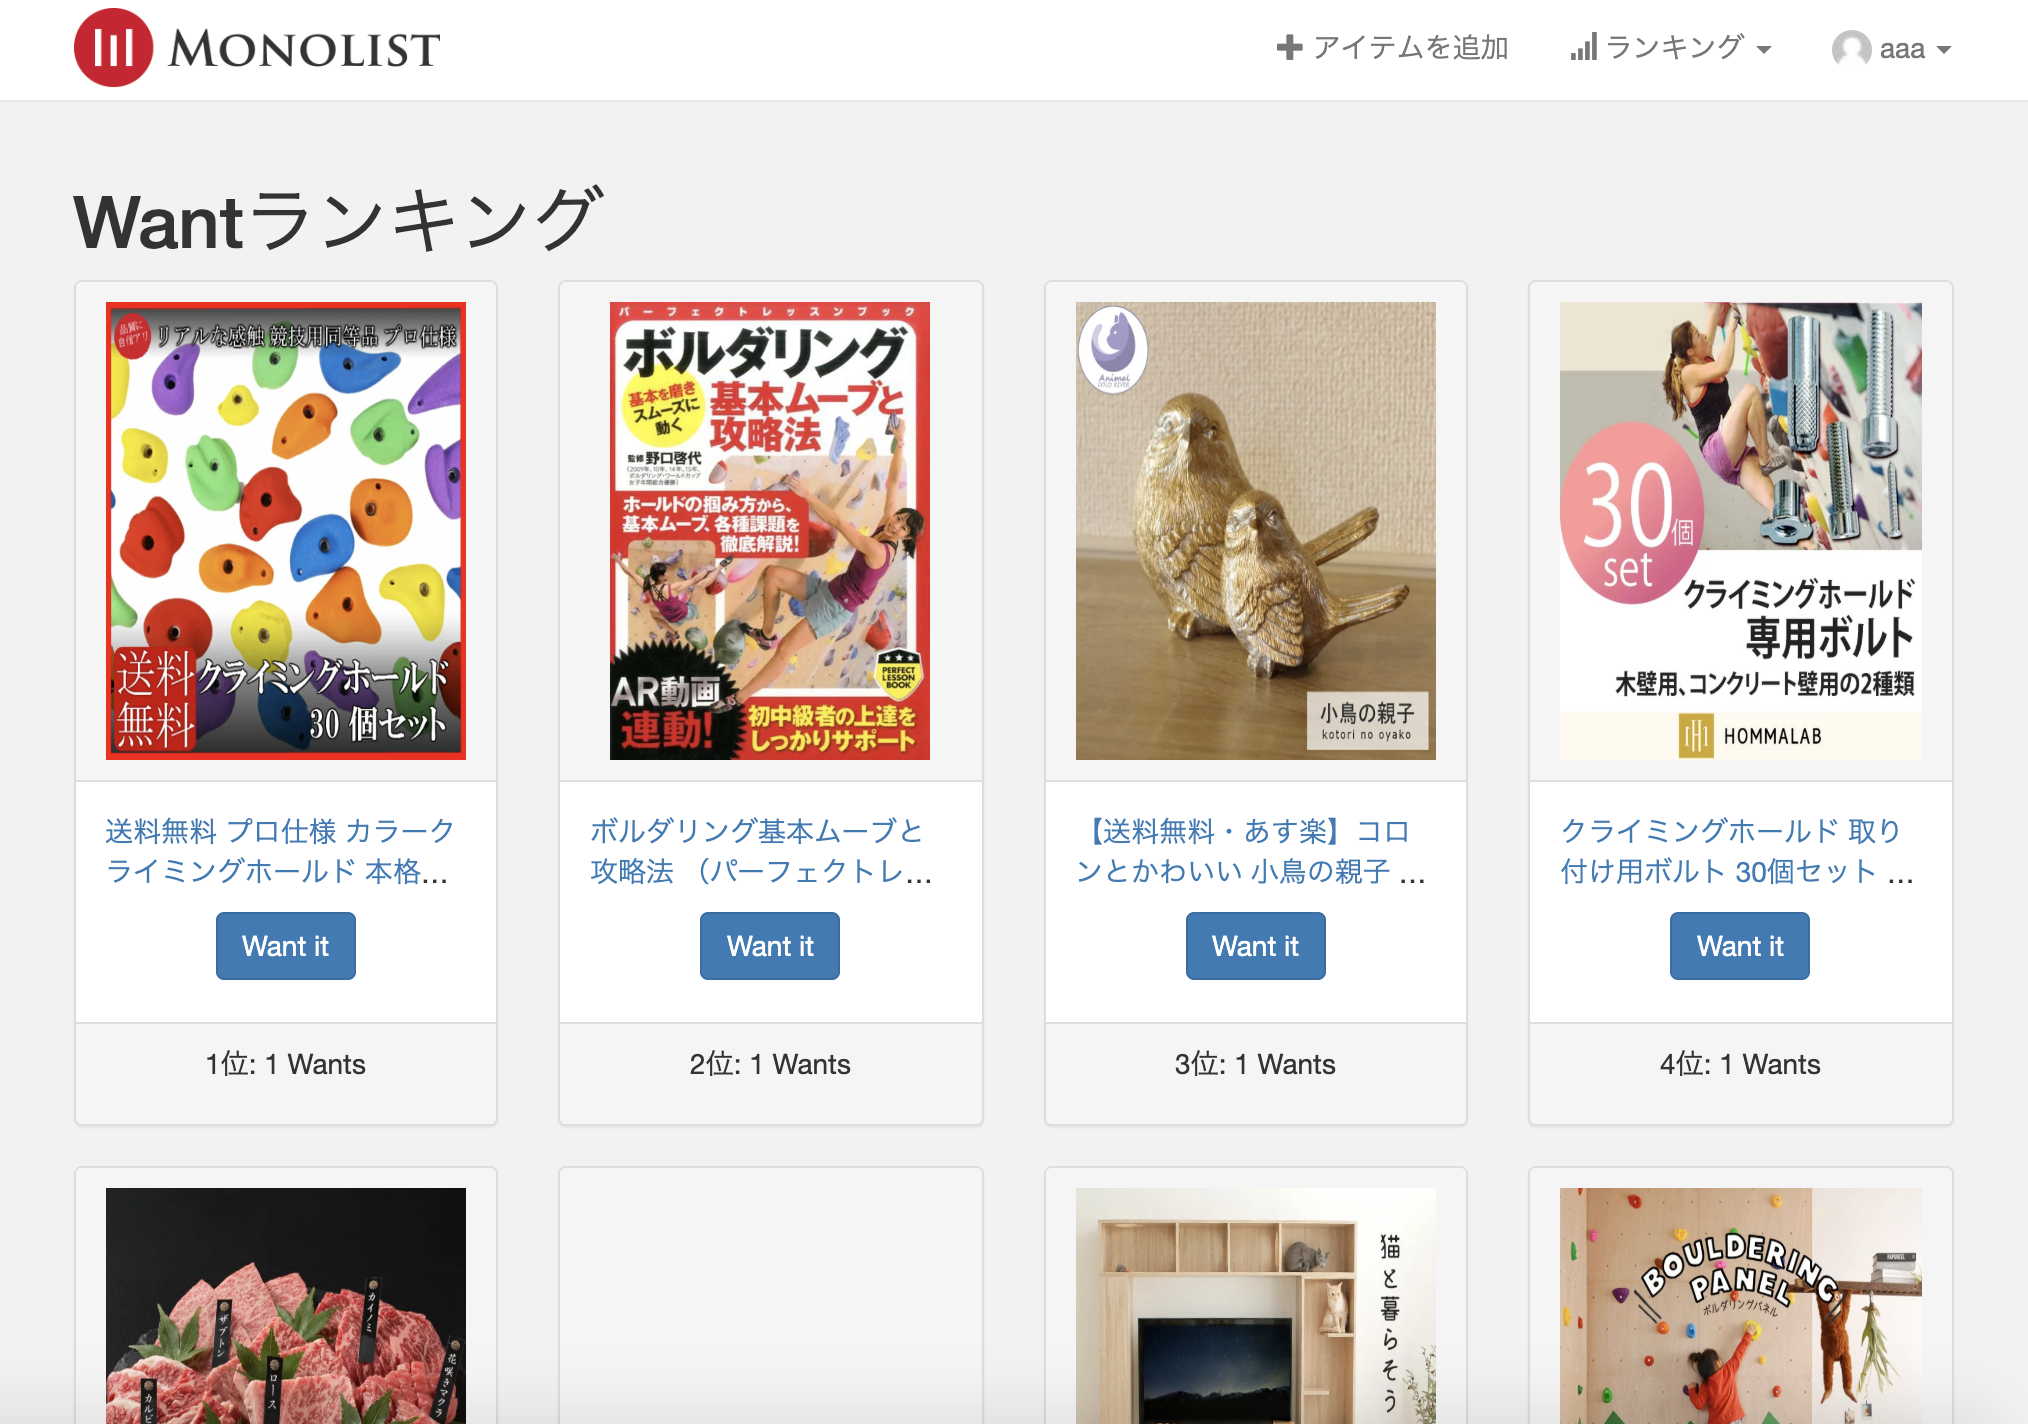 MONOLIST
アイテムを追加
ランキング
aaa
Wantランキング
品質に
自信アリ
リアルな感触 競技用同等品 プロ仕様
送料
無料
クライミングホールド
30 個セット
送料無料 プロ仕様 カラーク
ライミングホールド 本格...
Want it
1位: 1 Wants
パーフェクトレッスンブック
ボルダリング
基本を磨き
スムーズに
動く
基本ムーブと
攻略法
監修 野口啓代
ホールドの掴み方から、
基本ムーブ、各種課題を
徹底解説!
AR動画
連動!
PERFECT
LESSON
BOOK
初中級者の上達を
しっかりサポート
ボルダリング基本ムーブと
攻略法 （パーフェクトレ...
Want it
2位: 1 Wants
Animal
小鳥の親子
kotori no oyako
【送料無料・あす楽】コロ
ンとかわいい 小鳥の親子 ...
Want it
3位: 1 Wants
30個
set
クライミングホールド
専用ボルト
木壁用、コンクリート壁用の2種類
HOMMALAB
クライミングホールド 取り
付け用ボルト 30個セット ...
Want it
4位: 1 Wants
カイノミ
ザブトン
ロース
花咲きマクラ
カルビ
猫と暮らそう
BOULDERING
PANEL
ボルダリングパネル